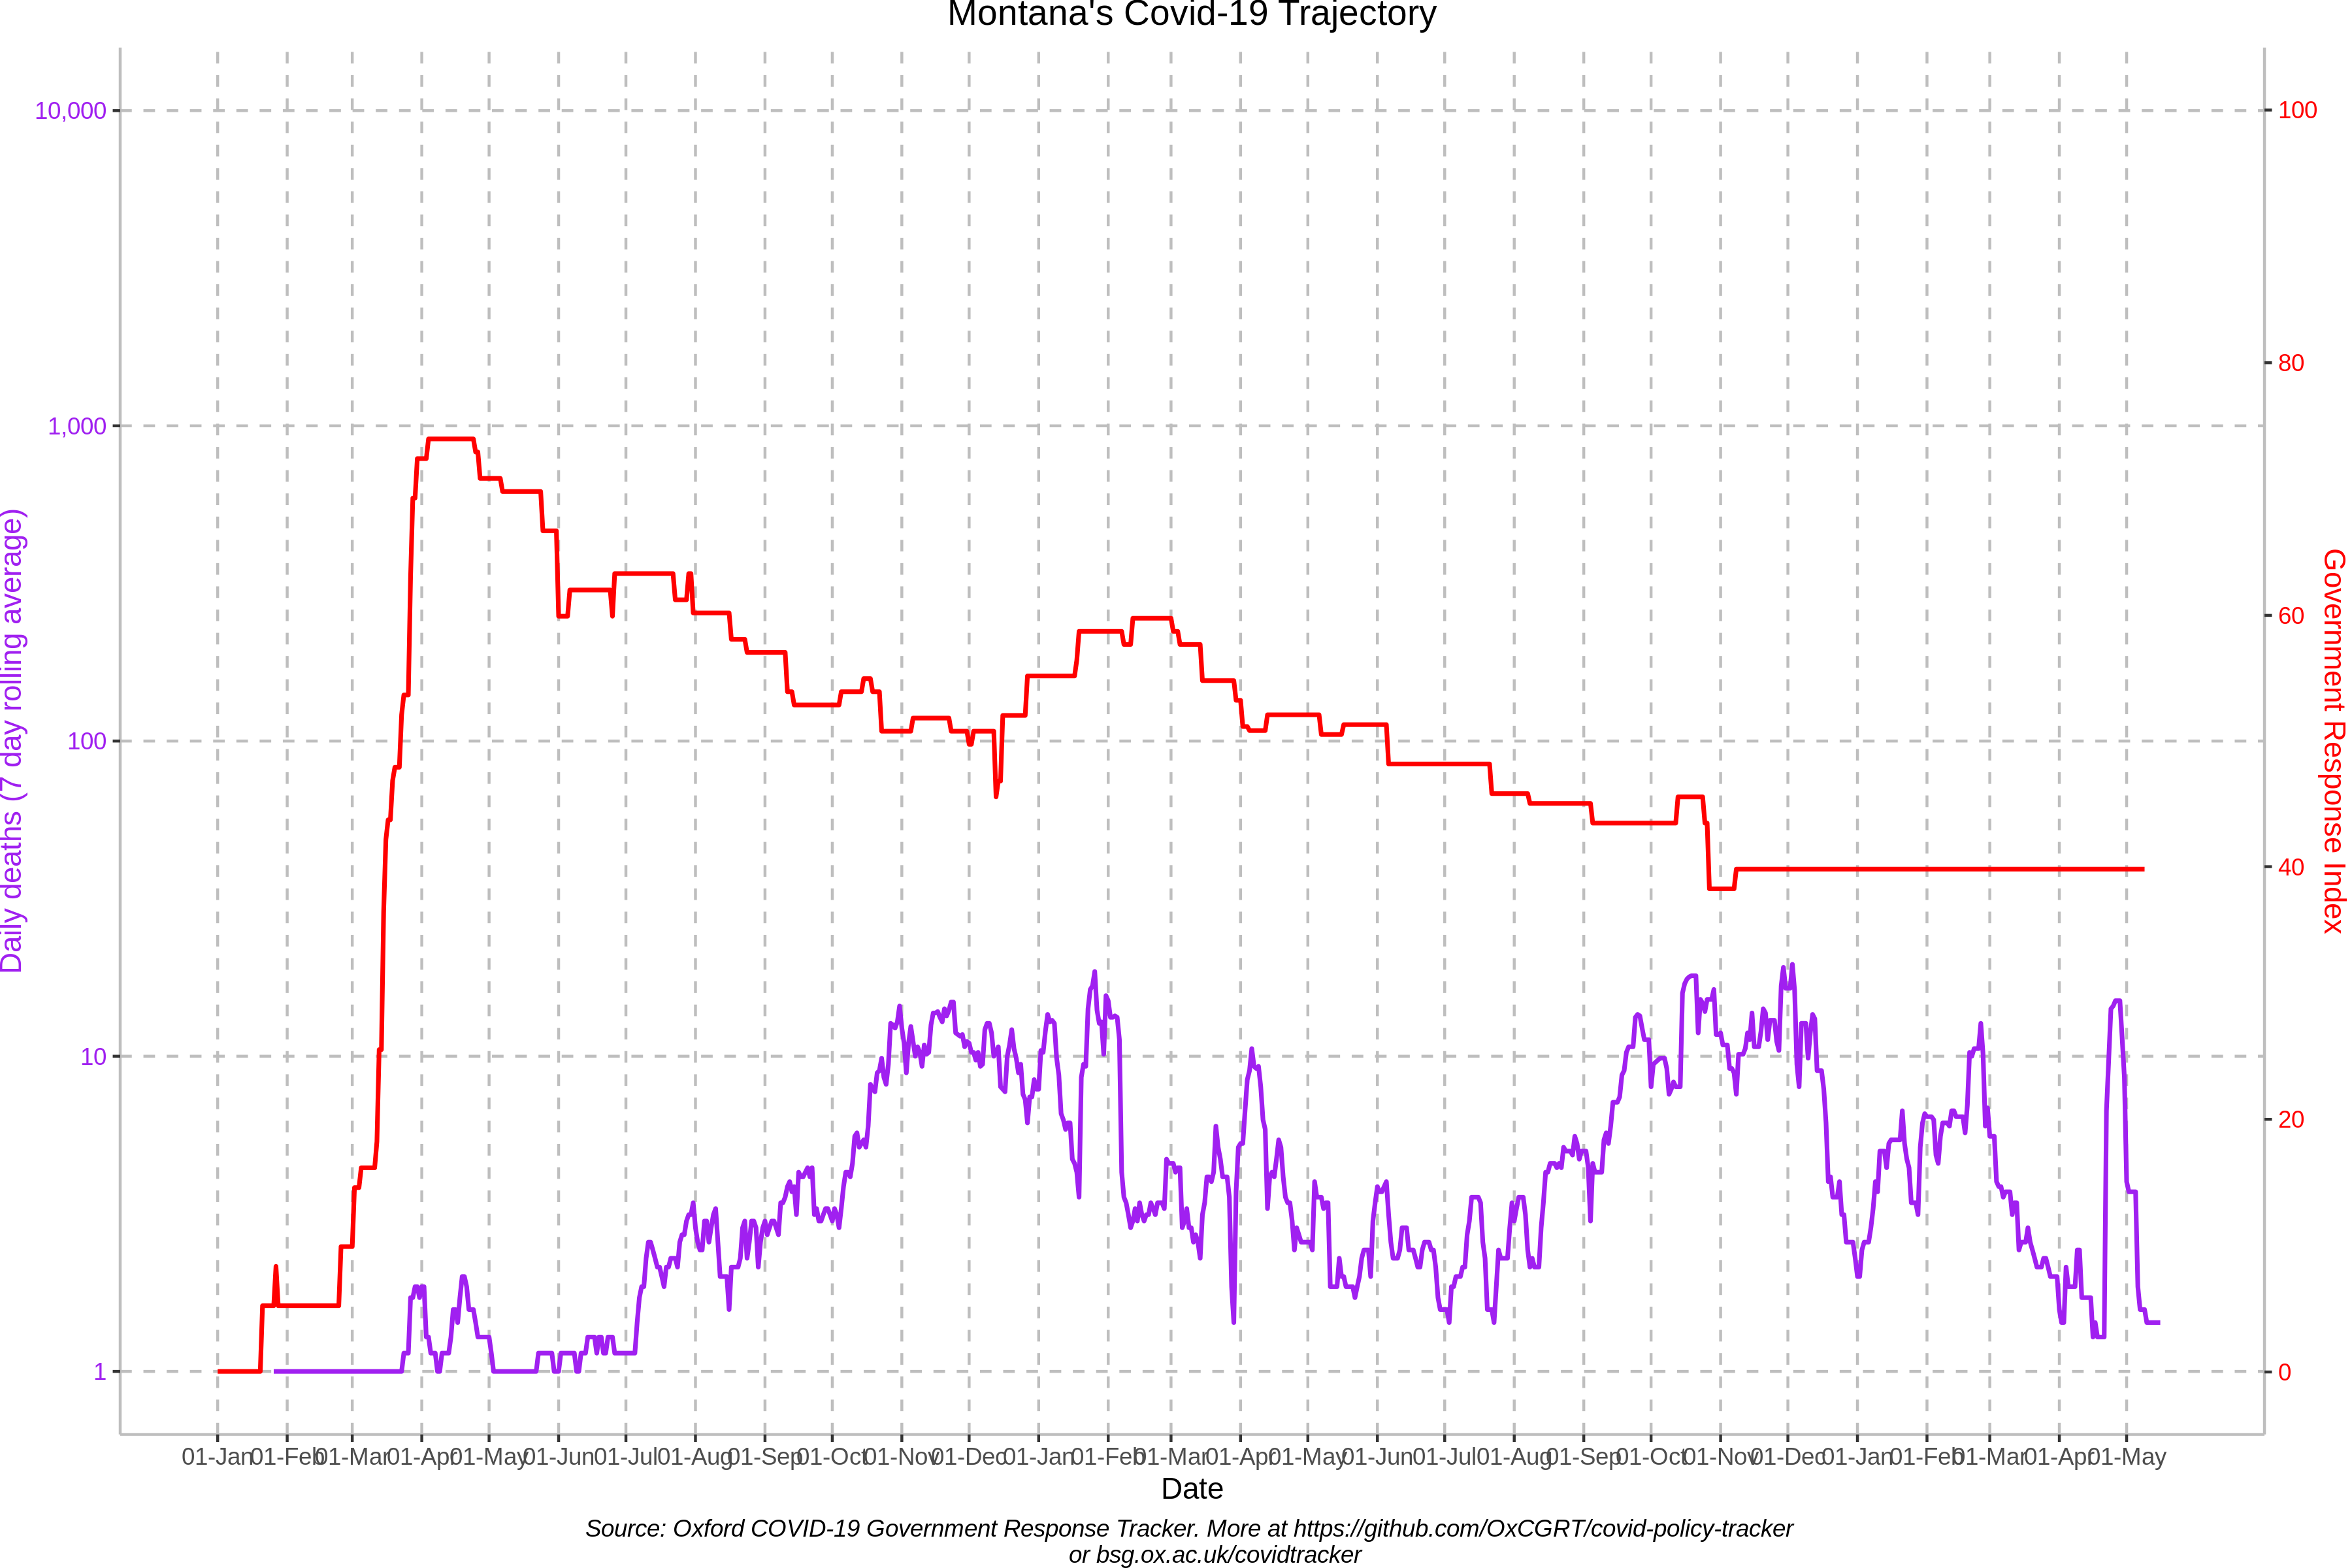 Montana's Covid-19 Trajectory
10,000
1,000
100
10
1
Daily deaths (7 day rolling average)
100
80
60
40
20
0
Government Response Index
01-Jan 01-Feb 01-Mar 01-Apr 01-May 01-Jun 01-Jul 01-Aug 01-Sep 01-Oct 01-Nov 01-Dec 01-Jan 01-Feb 01-Mar 01-Apr 01-May 01-Jun 01-Jul 01-Aug 01-Sep 01-Oct 01-Nov 01-Dec 01-Jan 01-Feb 01-Mar 01-Apr 01-May
Date
Source: Oxford COVID-19 Government Response Tracker. More at https://github.com/OxCGRT/covid-policy-tracker
or bsg.ox.ac.uk/covidtracker